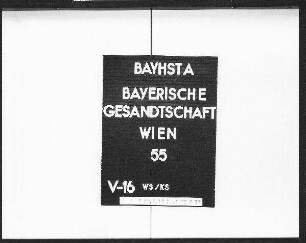 BAYHSTA
BAYERISCHE
GESANDTSCHAFT
WIEN
55
V-16 WS/KS